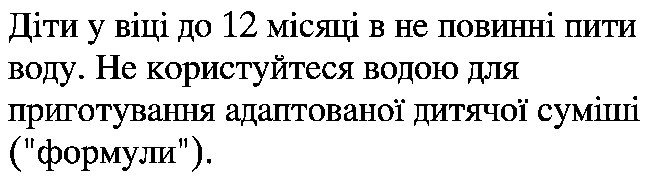 Діти у віці до 12 місяці в не повинні пити
воду. Не користуйтеся водою для
приготування адаптованої дитячої суміші
("формули").